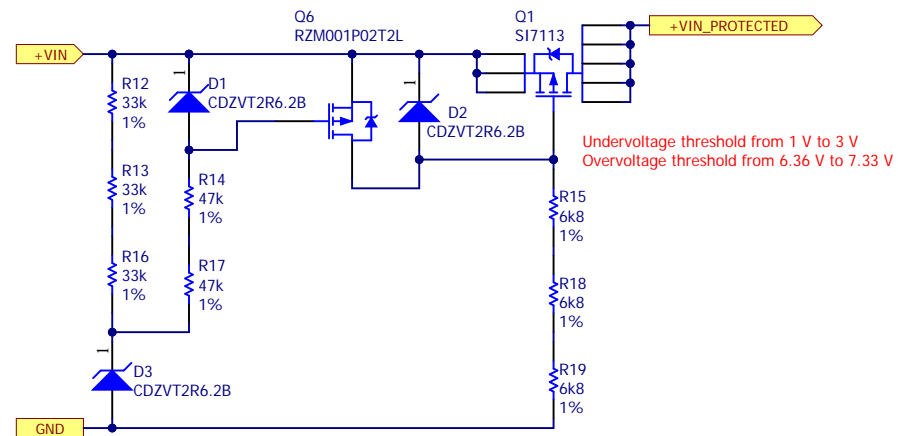 Q6
RZM001P02T2L
Q1
SI7113
+VIN_PROTECTED
+VIN
1
D1
CDZVT2R6.2B
R12
33k
1%
1
D2
CDZVT2R6.2B
Undervoltage threshold from 1 V to 3 V
Overvoltage threshold from 6.36 V to 7.33 V
R13
33k
1%
R14
47k
1%
R15
6k8
1%
R16
33k
1%
R17
47k
1%
R18
6k8
1%
1
D3
CDZVT2R6.2B
R19
6k8
1%
GND